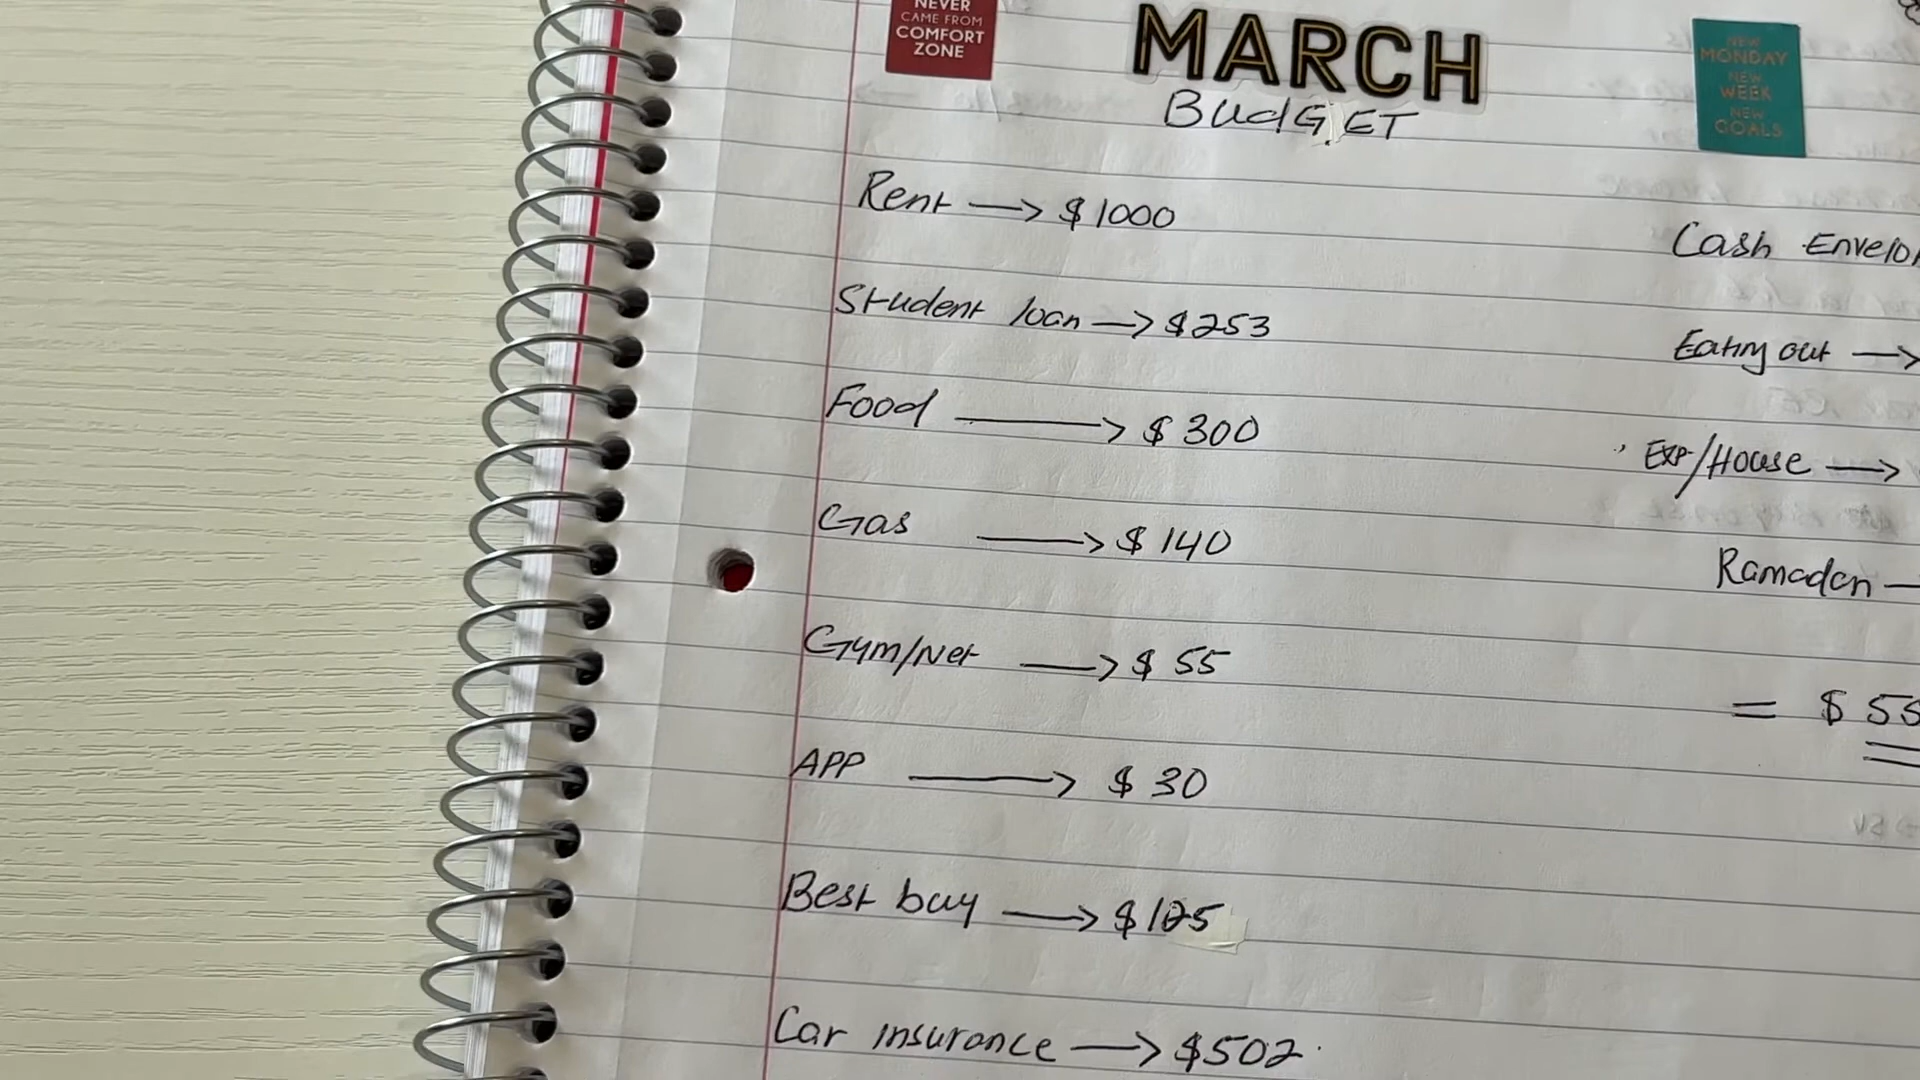 NEVER
CAME FROM
COMFORT
ZONE
MARCH
BudGET
NEW
MONDAY
NEW
WEEK
NEW
GOALS
Rent → $1000
Student loan → $253
Food → $300
Gas → $140
Gym/Net → $55
APP → $30
Best buy → $125
Car insurance → $502
Cash Envelo
Eating out →
Exp/House →
Ramadan
= $55